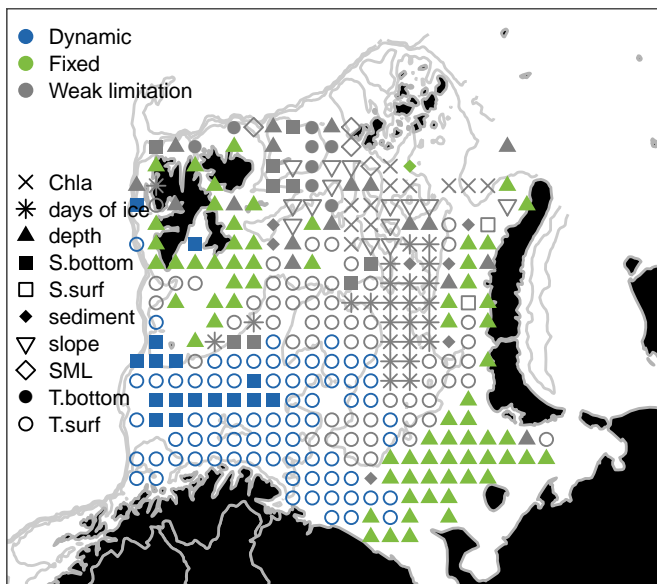 Dynamic
Fixed
Weak limitation
Chla
days of ice
depth
S.bottom
S.surf
sediment
slope
SML
T.bottom
T.surf